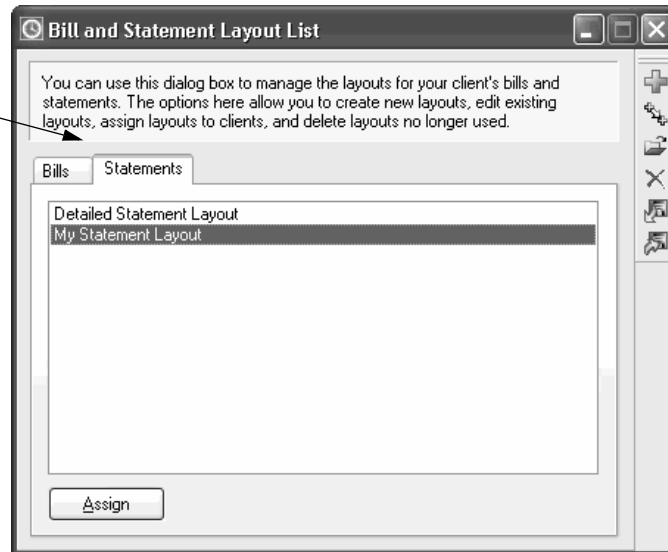 Bill and Statement Layout List
You can use this dialog box to manage the layouts for your client's bills and
statements. The options here allow you to create new layouts, edit existing
layouts, assign layouts to clients, and delete layouts no longer used.
Bills
Statements
Detailed Statement Layout
My Statement Layout
Assign